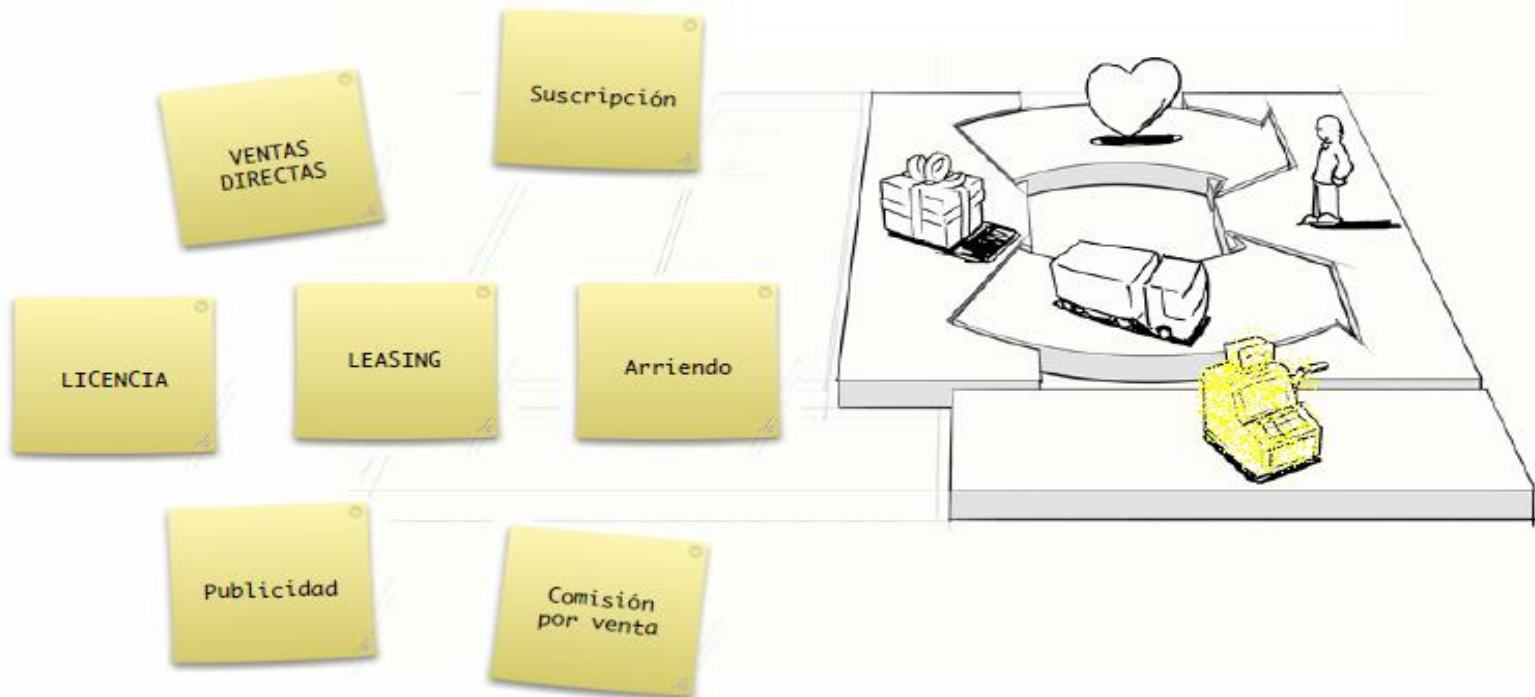 VENTAS
DIRECTAS
Suscripción
LICENCIA
LEASING
Arriendo
Publicidad
Comisión
por venta